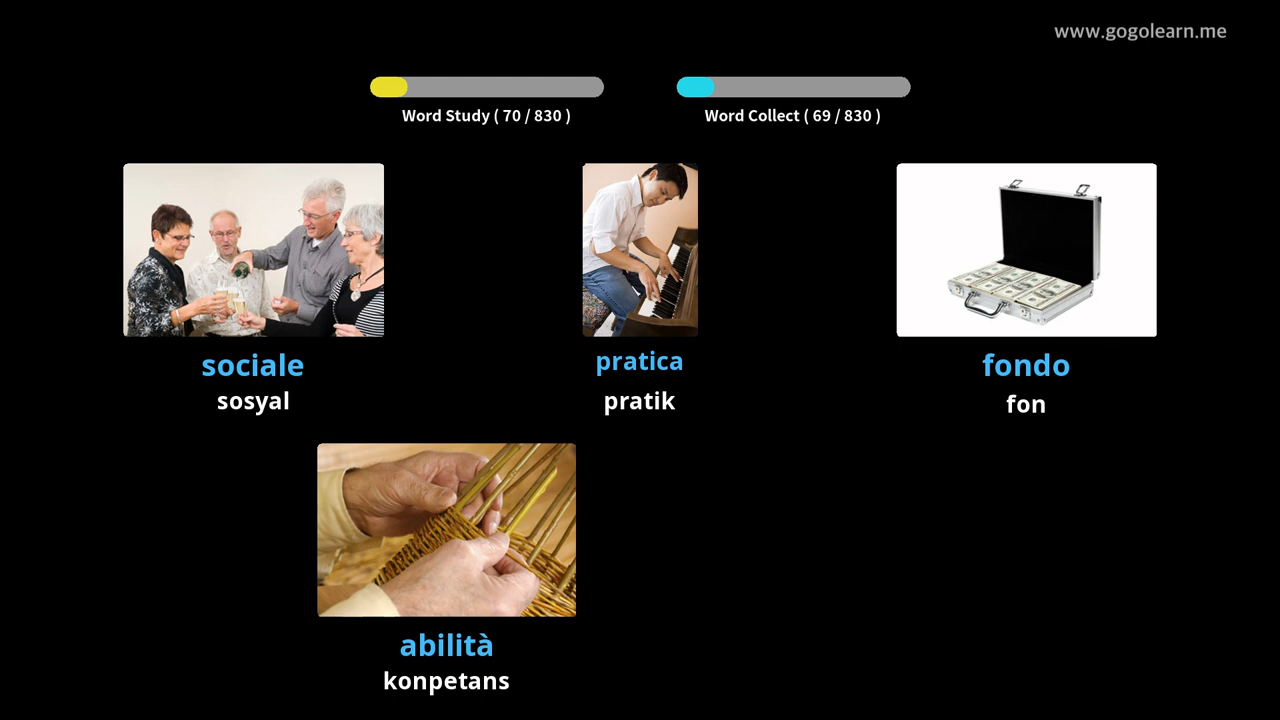 www.gogolearn.me
Word Study ( 70 / 830 )
Word Collect ( 69 / 830 )
sociale
sosyal
pratica
pratik
fondo
fon
abilità
konpetans